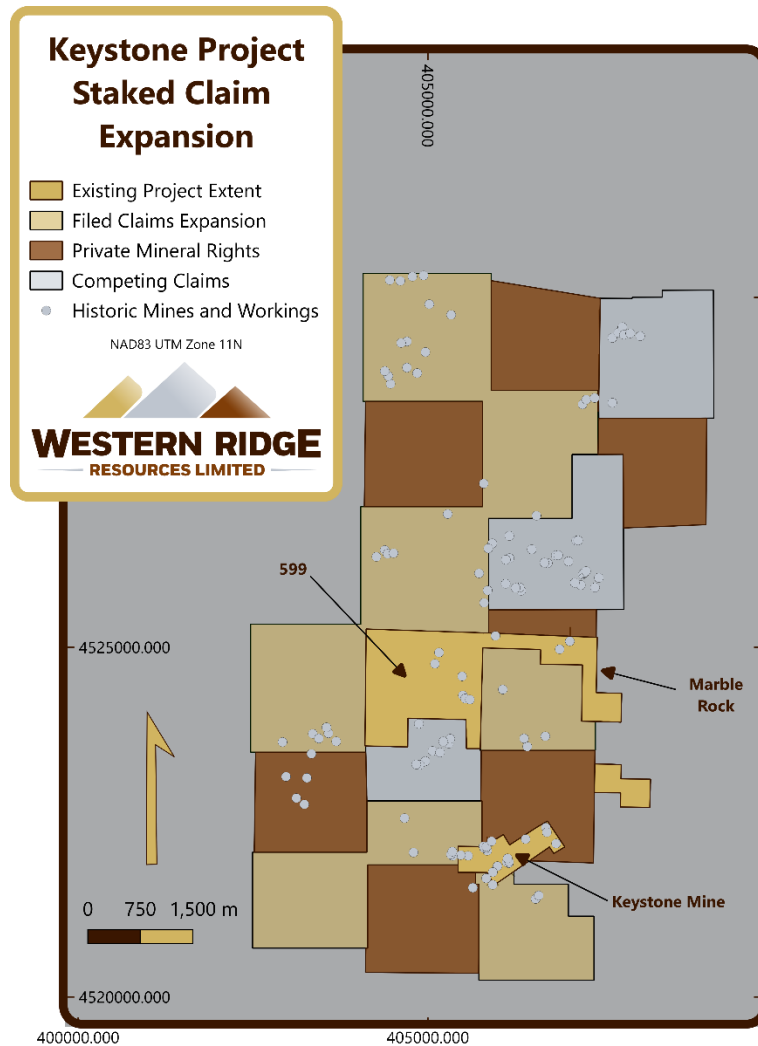 Keystone Project
Staked Claim
Expansion
Existing Project Extent
Filed Claims Expansion
Private Mineral Rights
Competing Claims
Historic Mines and Workings
NAD83 UTM Zone 11N
WESTERN RIDGE
RESOURCES LIMITED
405000.000
599
4525000.000
Marble
Rock
Keystone Mine
0 750 1,500 m
4520000.000
400000.000 405000.000